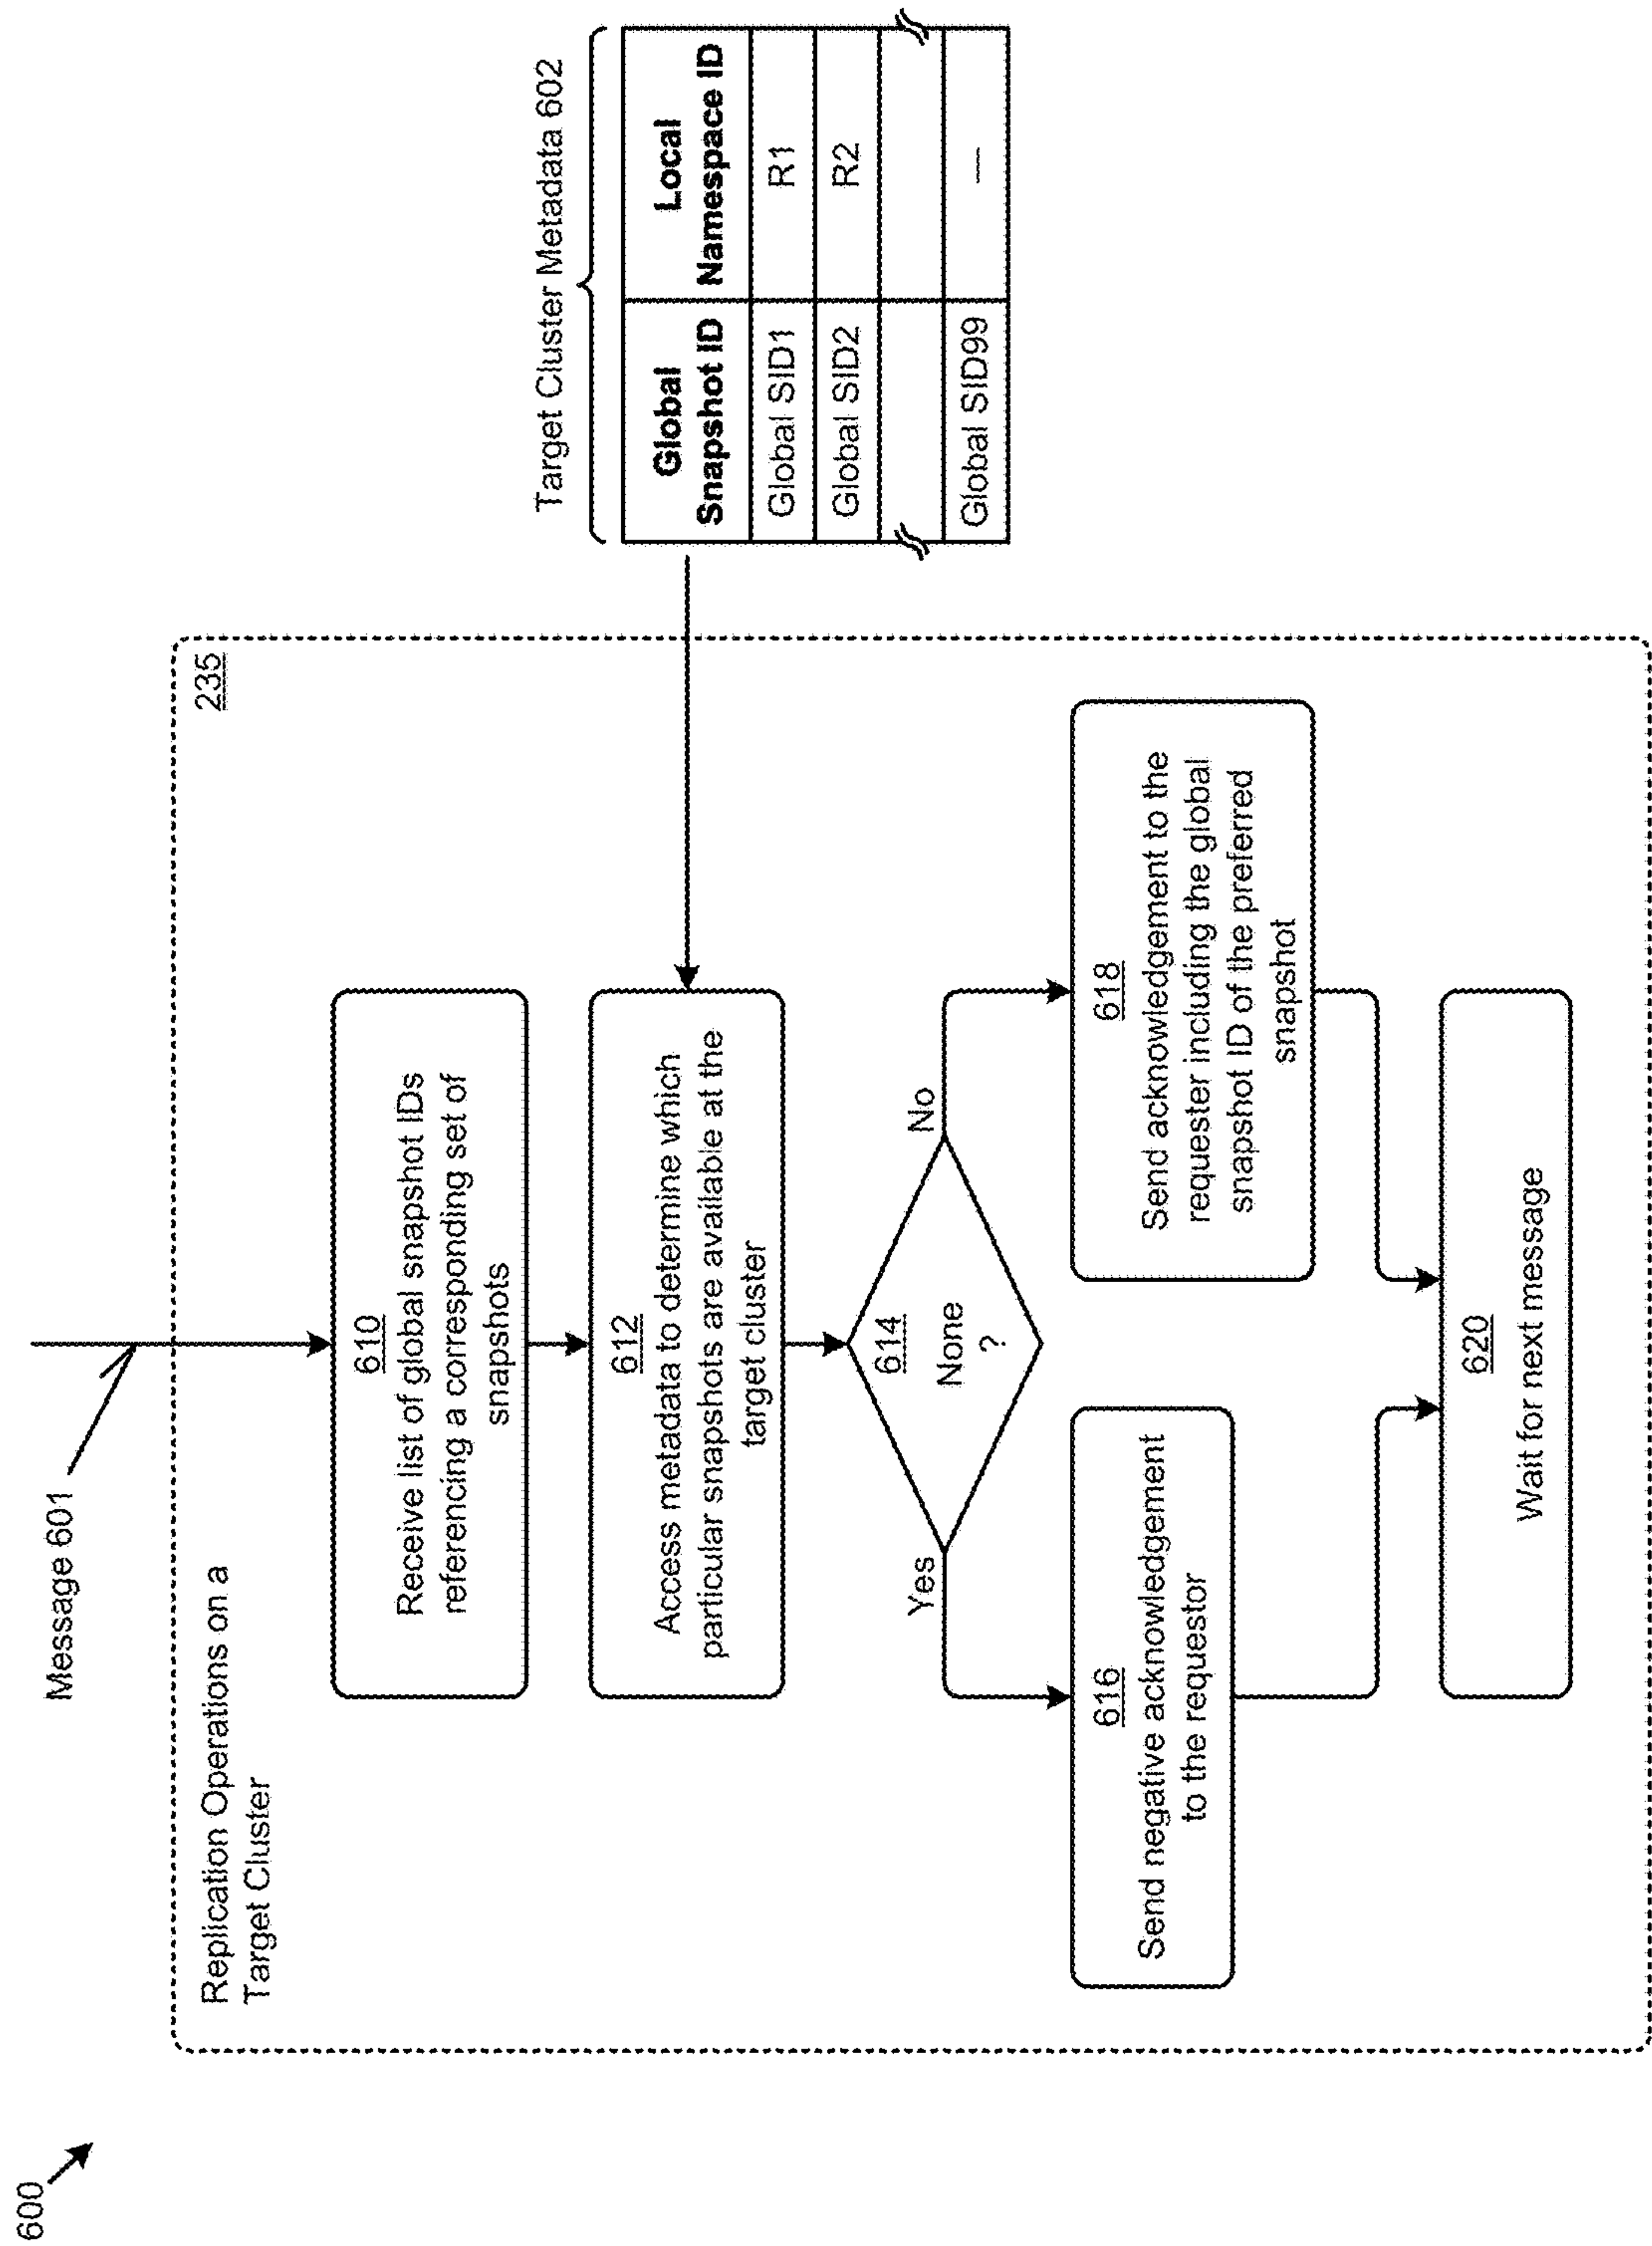 600
Message 601
Replication Operations on a
Target Cluster
235
610
Receive list of global snapshot IDs
referencing a corresponding set of
snapshots
612
Access metadata to determine which
particular snapshots are available at the
target cluster
614
None
?
Yes
No
616
Send negative acknowledgement
to the requestor
618
Send acknowledgement to the
requester including the global
snapshot ID of the preferred
snapshot
620
Wait for next message
Target Cluster Metadata 602
Global
Snapshot ID
Local
Namespace ID
Global SID1
R1
Global SID2
R2
Global SID99
—